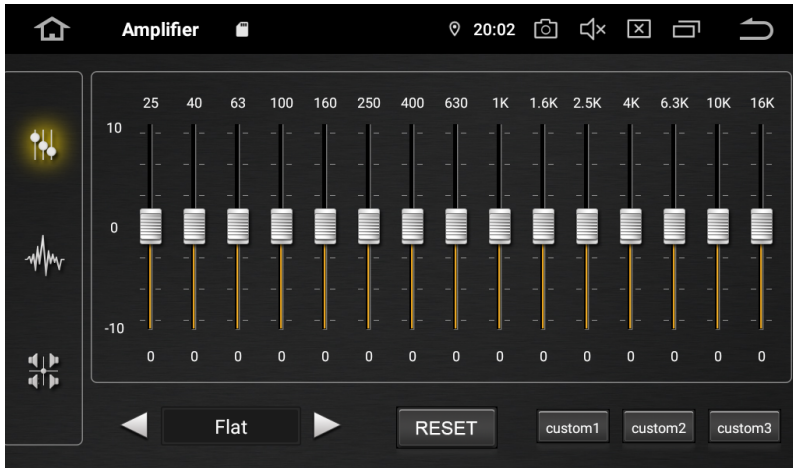 Amplifier 20:02
25 40 63 100 160 250 400 630 1K 1.6K 2.5K 4K 6.3K 10K 16K
10
0
-10
0 0 0 0 0 0 0 0 0 0 0 0 0 0 0
Flat RESET custom1 custom2 custom3